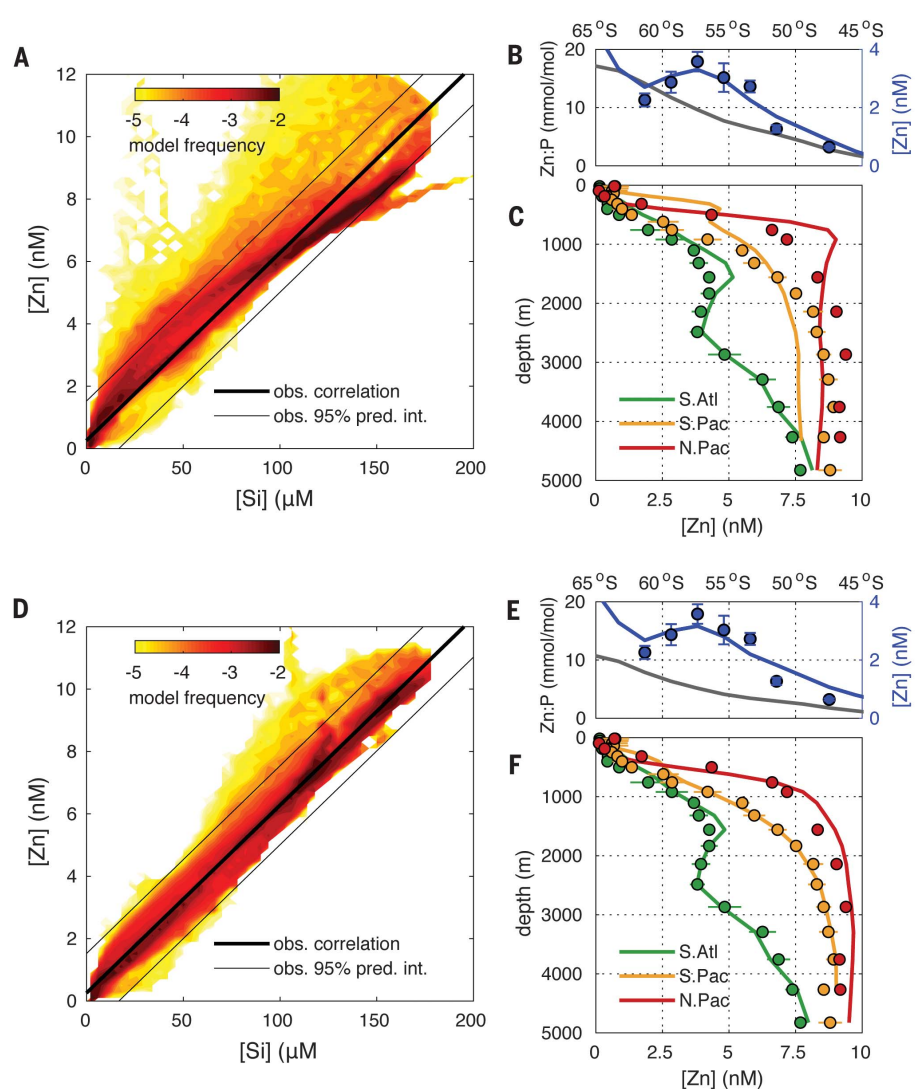 A
12
10
8
6
4
2
0
[Zn] (nM)
-5 -4 -3 -2
model frequency
obs. correlation
obs. 95% pred. int.
0 50 100 150 200
[Si] (µM
B
65°S 60°S 55°S 50°S 45°S
20
10
0
Zn:P (mmol/mol)
4
2
0
[Zn] (nM)
C
0
1000
2000
3000
4000
5000
depth (m)
S.Atl
S.Pac
N.Pac
0 2.5 5 7.5 10
[Zn] (nM)
D
12
10
8
6
4
2
0
[Zn] (nM)
-5 -4 -3 -2
model frequency
obs. correlation
obs. 95% pred. int.
0 50 100 150 200
[Si] (µM
E
65°S 60°S 55°S 50°S 45°S
20
10
0
Zn:P (mmol/mol)
4
2
0
[Zn] (nM)
F
0
1000
2000
3000
4000
5000
depth (m)
S.Atl
S.Pac
N.Pac
0 2.5 5 7.5 10
[Zn] (nM)